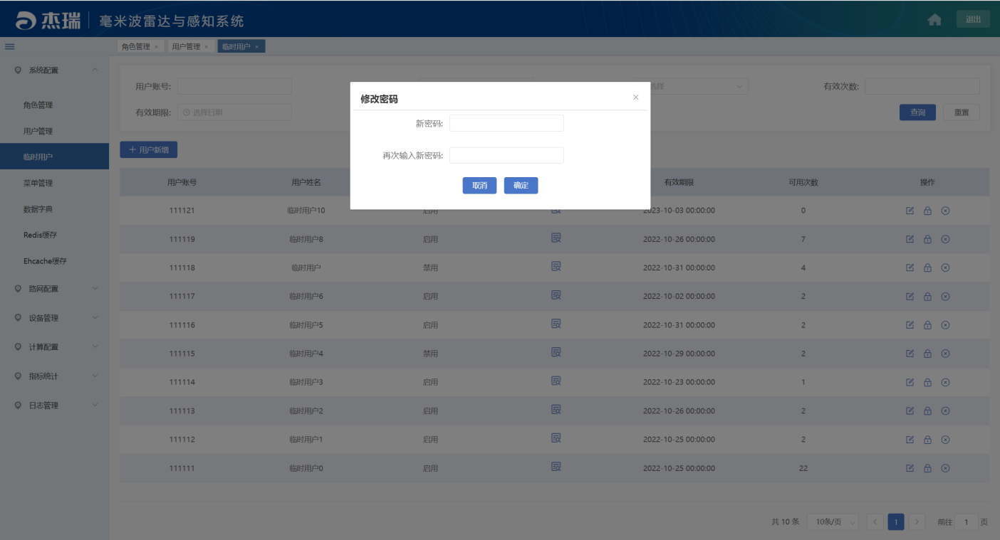 杰瑞 毫米波雷达与感知系统 退出
角色管理 × 用户管理 × 临时用户 ×
系统配置
角色管理
用户管理
临时用户
菜单管理
数据字典
Redis缓存
Ehcache缓存
路网配置
设备管理
计算配置
指标统计
日志管理
用户账号: 选择 有效次数:
有效期限: 选择日期 查询 重置
+ 用户新增
修改密码 ×
新密码:
再次输入新密码:
取消 确定
用户账号 用户姓名 有效期限 可用次数 操作
111121 临时用户10 启用 2023-10-03 00:00:00 0
111119 临时用户8 启用 2022-10-26 00:00:00 7
111118 临时用户 禁用 2022-10-31 00:00:00 4
111117 临时用户6 启用 2022-10-02 00:00:00 2
111116 临时用户5 启用 2022-10-31 00:00:00 2
111115 临时用户4 禁用 2022-10-29 00:00:00 2
111114 临时用户3 启用 2022-10-23 00:00:00 1
111113 临时用户2 启用 2022-10-26 00:00:00 2
111112 临时用户1 启用 2022-10-25 00:00:00 2
111111 临时用户0 启用 2022-10-25 00:00:00 22
共 10 条 10条/页 < 1 > 前往 1 页